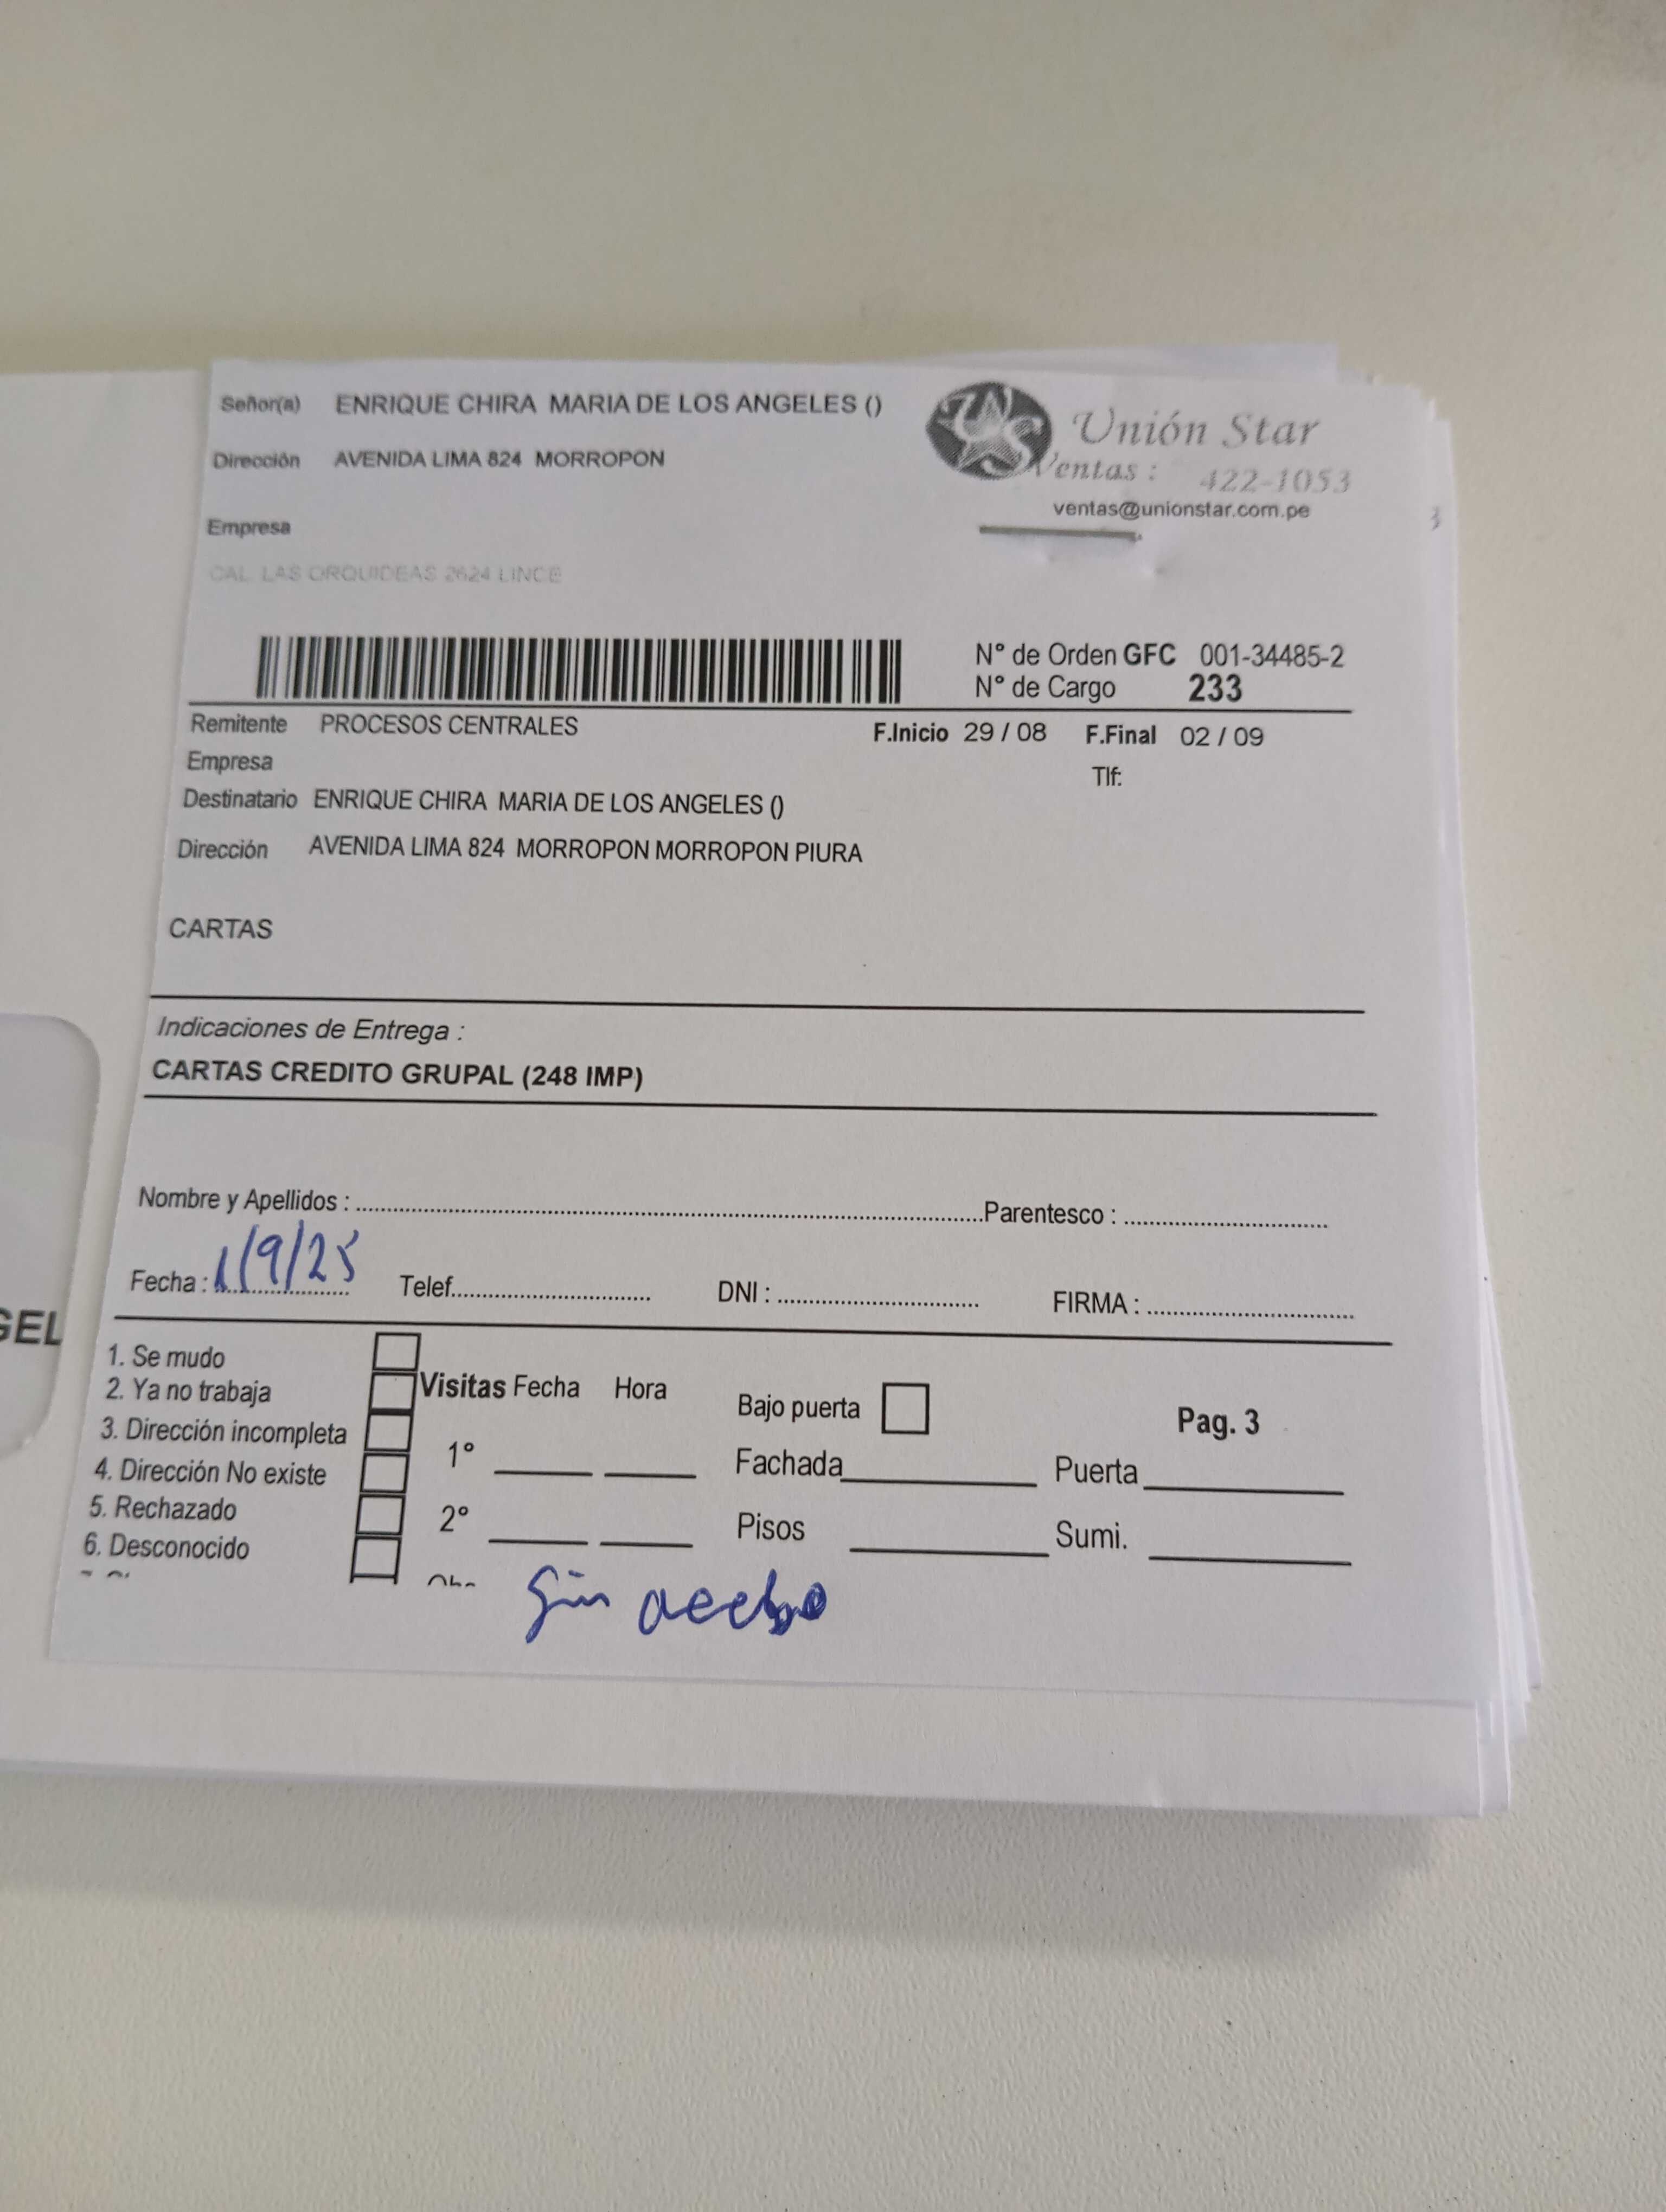 Señor(a) ENRIQUE CHIRA MARIA DE LOS ANGELES ()
Dirección AVENIDA LIMA 824 MORROPON
Empresa
CAL LAS ORQUIDEAS 2624 LINCE
Unión Star
Ventas : 422-1053
ventas@unionstar.com.pe
N° de Orden GFC 001-34485-2
N° de Cargo 233
Remitente PROCESOS CENTRALES F.Inicio 29 / 08 F.Final 02 / 09
Empresa Tlf:
Destinatario ENRIQUE CHIRA MARIA DE LOS ANGELES ()
Dirección AVENIDA LIMA 824 MORROPON MORROPON PIURA
CARTAS
Indicaciones de Entrega :
CARTAS CREDITO GRUPAL (248 IMP)
Nombre y Apellidos : Parentesco :
Fecha : 1/9/25 Telef. DNI : FIRMA :
GEL
1. Se mudo
2. Ya no trabaja
3. Dirección incompleta
4. Dirección No existe
5. Rechazado
6. Desconocido
Visitas Fecha Hora
1°
2°
Bajo puerta Pag. 3
Fachada Puerta
Pisos Sumi.
Sin